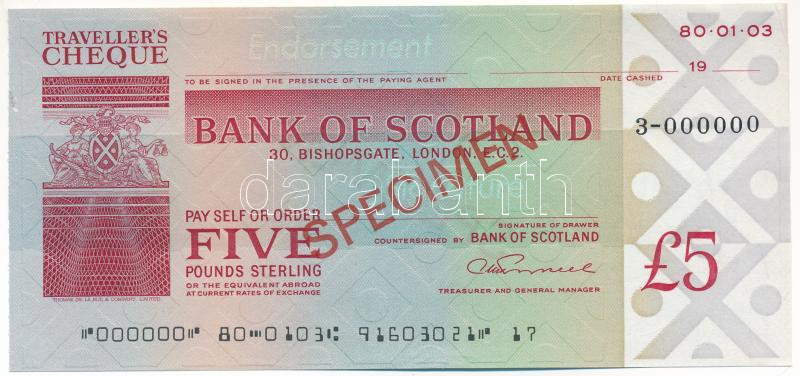 TRAVELLER'S
CHEQUE
Endorsement
80·01·03
TO BE SIGNED IN THE PRESENCE OF THE PAYING AGENT
DATE CASHED
19
BANK OF SCOTLAND
3-000000
30, BISHOPSGATE, LONDON, E.C.2.
darabanth
SPECIMEN
PAY SELF OR ORDER
SIGNATURE OF DRAWER
FIVE
COUNTERSIGNED BY BANK OF SCOTLAND
POUNDS STERLING
£5
OR THE EQUIVALENT ABROAD
AT CURRENT RATES OF EXCHANGE
TREASURER AND GENERAL MANAGER
THOMAS DE LA RUE & COMPANY, LIMITED
⑈000000⑈ 80⑉0103⑆ 91603021⑈ 17